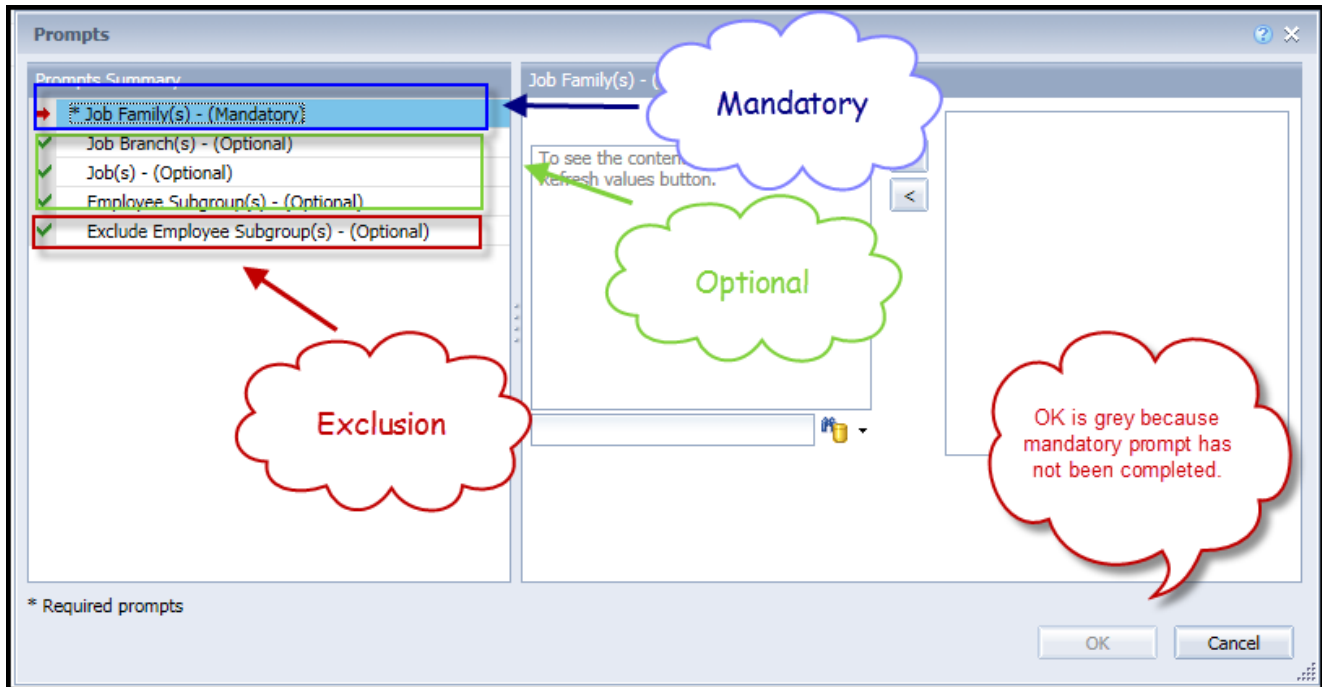 Prompts
Prompts Summary
* Job Family(s) - (Mandatory)
Job Branch(s) - (Optional)
Job(s) - (Optional)
Employee Subgroup(s) - (Optional)
Exclude Employee Subgroup(s) - (Optional)
Job Family(s) - (
Mandatory
To see the conten
Refresh values button.
<
Optional
Exclusion
OK is grey because
mandatory prompt has
not been completed.
* Required prompts
OK
Cancel